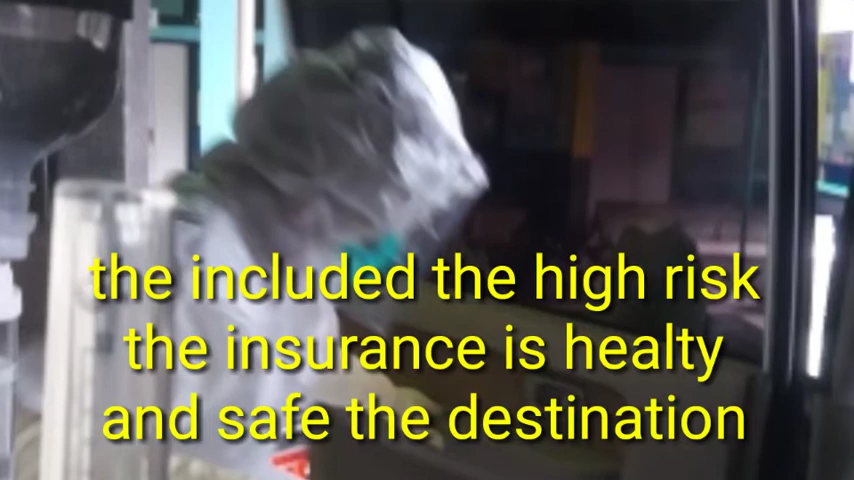 the included the high risk
the insurance is healty
and safe the destination